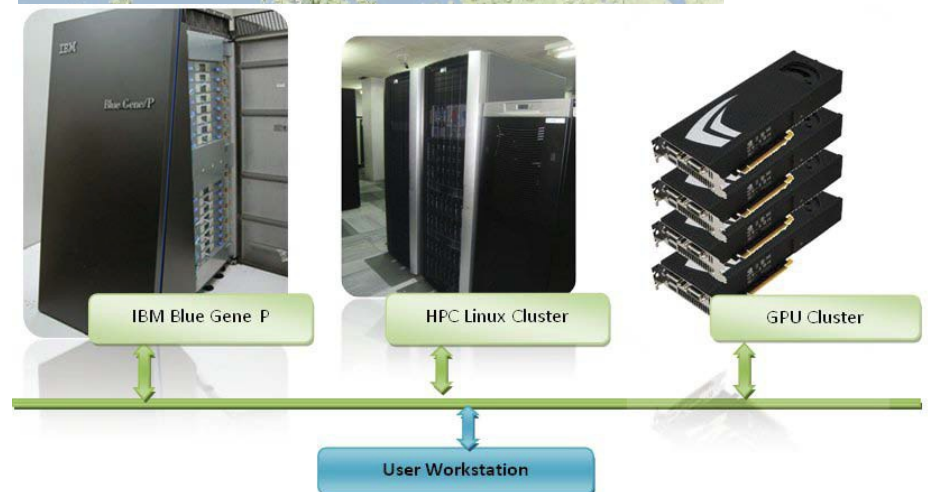 IBM
Blue Gene/P
IBM Blue Gene P
HPC Linux Cluster
GPU Cluster
User Workstation